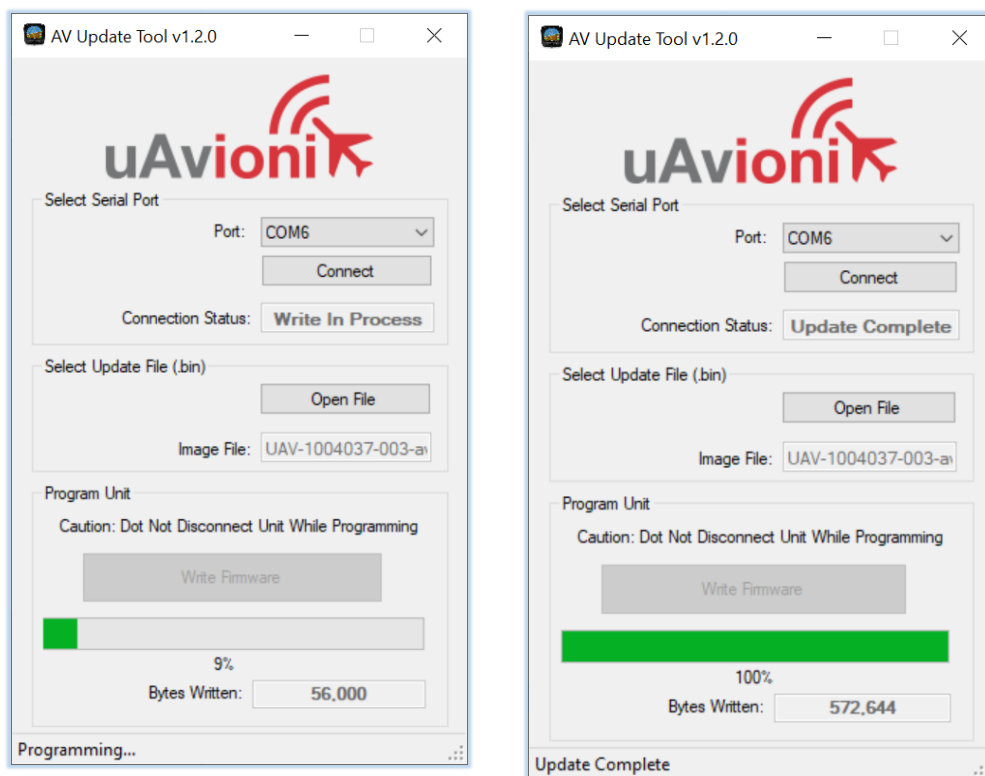 AV Update Tool v1.2.0
uAvioni
Select Serial Port
Port: COM6
Connect
Connection Status: Write In Process
Select Update File (.bin)
Open File
Image File: UAV-1004037-003-a
Program Unit
Caution: Dot Not Disconnect Unit While Programming
Write Firmware
9%
Bytes Written: 56,000
Programming...
AV Update Tool v1.2.0
uAvioni
Select Serial Port
Port: COM6
Connect
Connection Status: Update Complete
Select Update File (.bin)
Open File
Image File: UAV-1004037-003-a
Program Unit
Caution: Dot Not Disconnect Unit While Programming
Write Firmware
100%
Bytes Written: 572,644
Update Complete